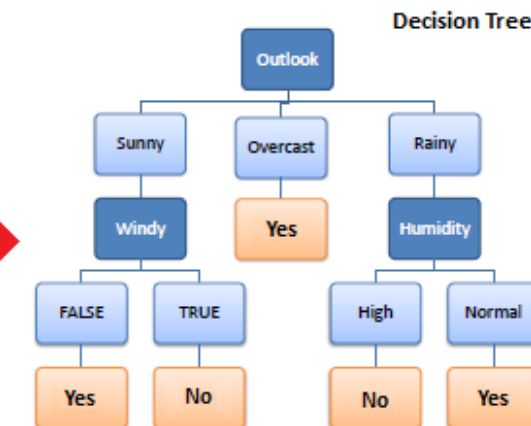 Decision Tree
Outlook
Sunny Overcast Rainy
Windy Yes Humidity
FALSE TRUE High Normal
Yes No No Yes